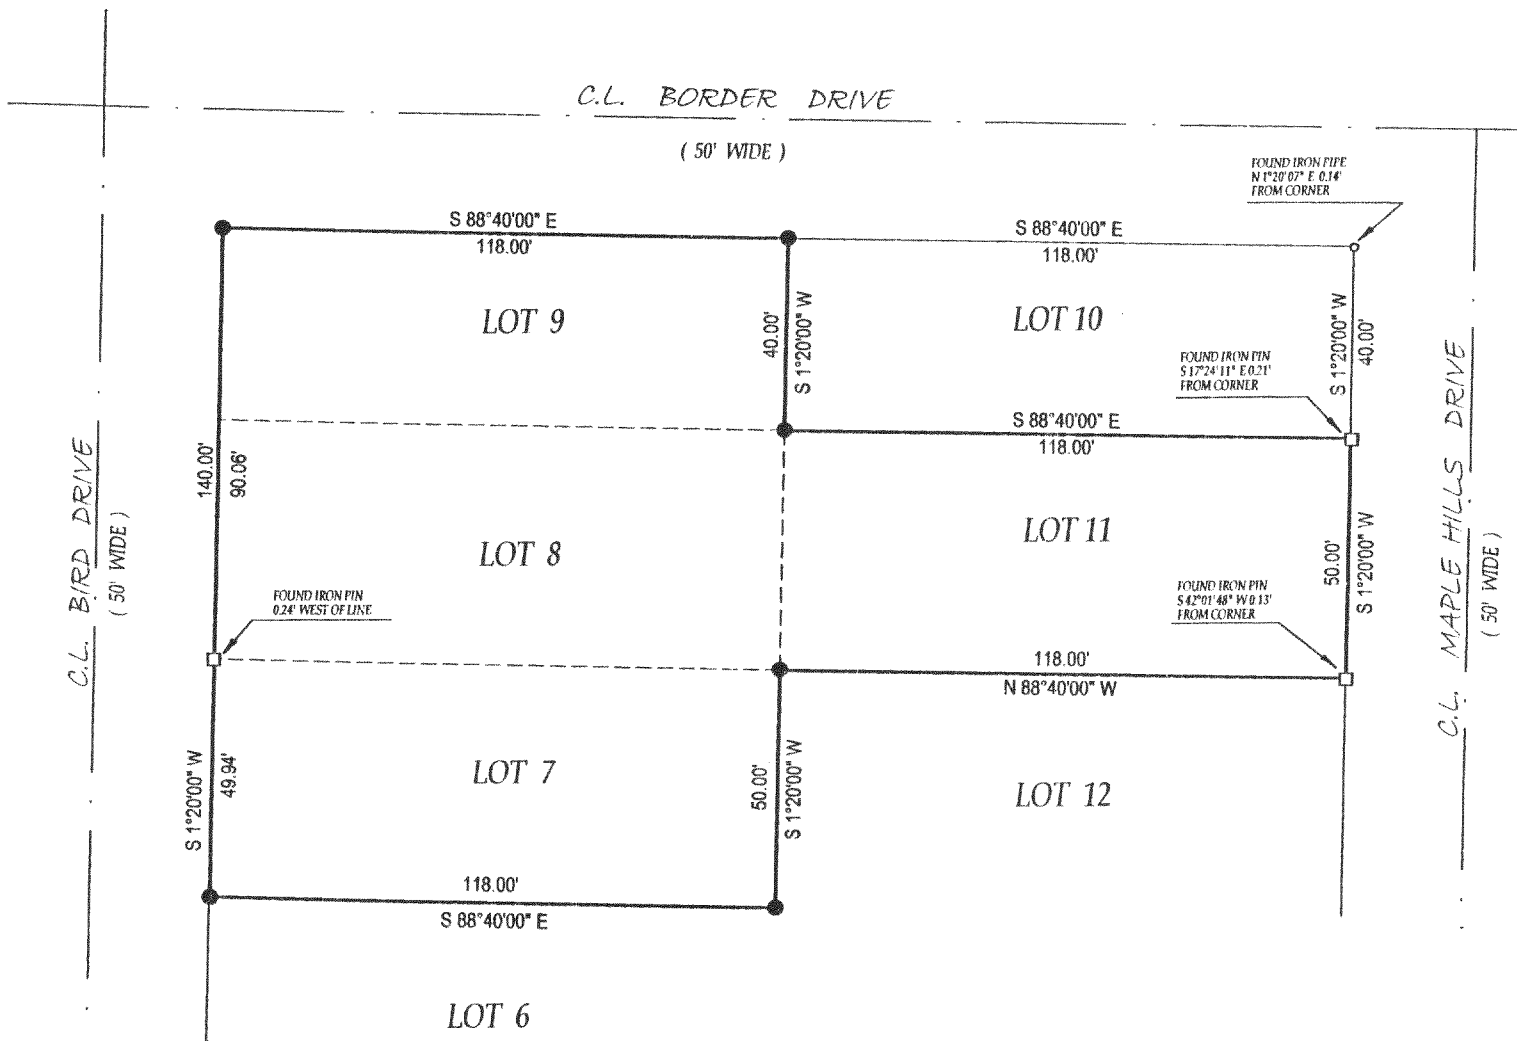 C.L. BORDER DRIVE
( 50' WIDE )
FOUND IRON PIPE
N 1°20'07" E 0.14'
FROM CORNER
S 88°40'00" E
118.00'
S 88°40'00" E
118.00'
LOT 9
40.00'
S 1°20'00" W
LOT 10
S 1°20'00" W
40.00'
FOUND IRON PIN
S 17°24'11" E 0.21'
FROM CORNER
S 88°40'00" E
118.00'
C.L. BIRD DRIVE
( 50' WIDE )
140.00'
90.06'
LOT 8
LOT 11
50.00'
S 1°20'00" W
C.L. MAPLE HILLS DRIVE
( 50' WIDE )
FOUND IRON PIN
0.24' WEST OF LINE
FOUND IRON PIN
S 42°01'48" W 0.13'
FROM CORNER
118.00'
N 88°40'00" W
S 1°20'00" W
49.94'
LOT 7
50.00'
S 1°20'00" W
LOT 12
118.00'
S 88°40'00" E
LOT 6